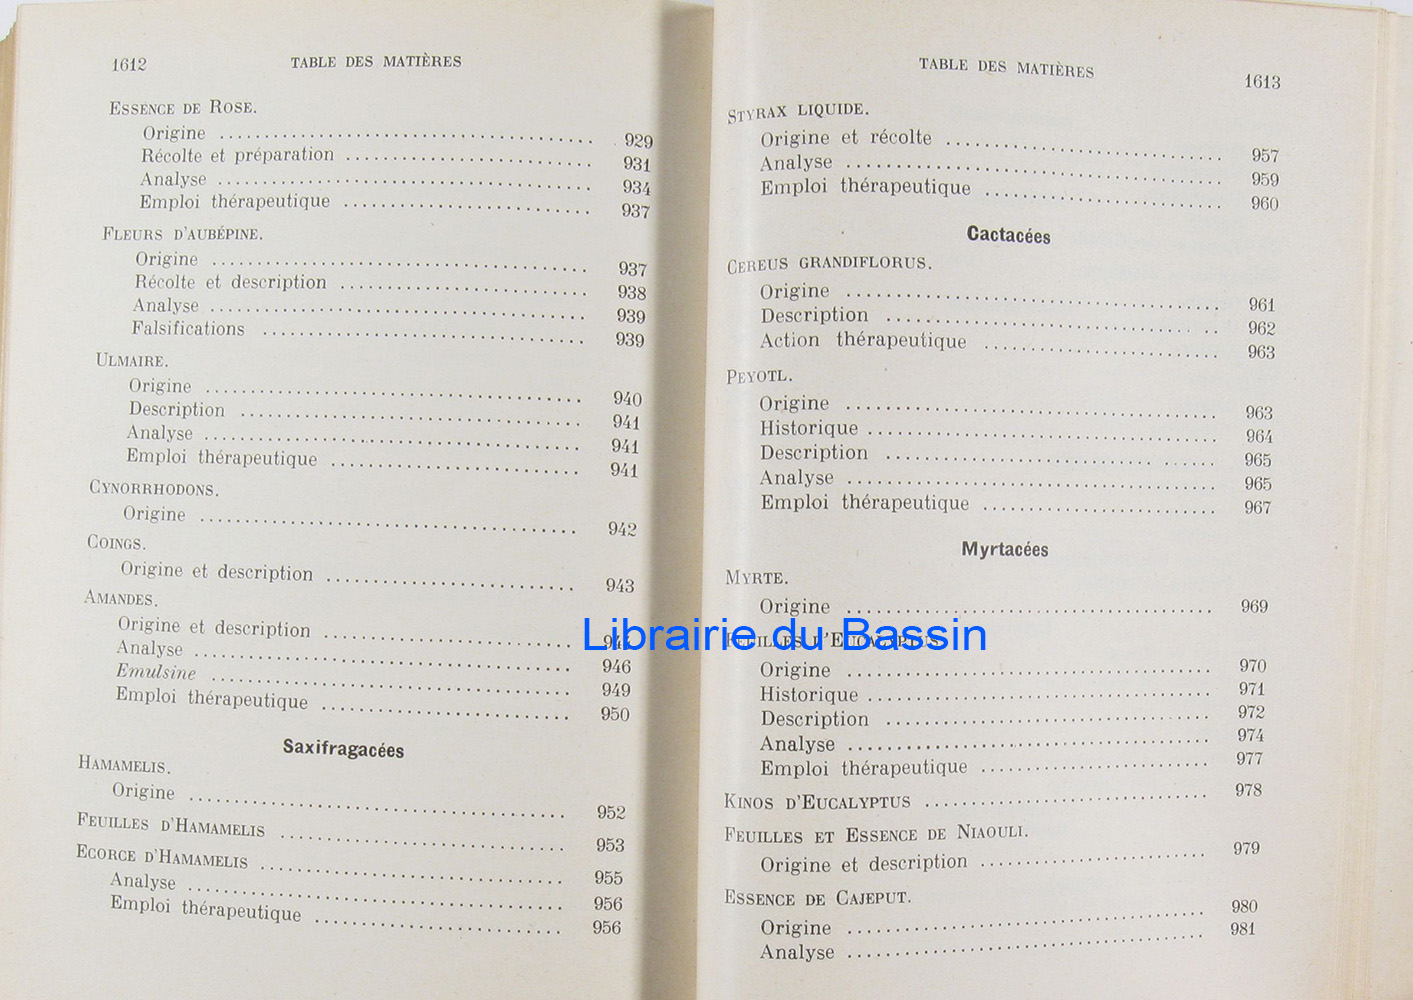 1612 TABLE DES MATIÈRES
ESSENCE DE ROSE.
Origine ........ 929
Récolte et préparation ........ 931
Analyse ........ 934
Emploi thérapeutique ........ 937
FLEURS D'AUBÉPINE.
Origine ........ 937
Récolte et description ........ 938
Analyse ........ 939
Falsifications ........ 939
ULMAIRE.
Origine ........ 940
Description ........ 941
Analyse ........ 941
Emploi thérapeutique ........ 941
CYNORRHODONS.
Origine ........ 942
COINGS.
Origine et description ........ 943
AMANDES.
Origine et description ........
Analyse ........ 946
Emulsine ........ 949
Emploi thérapeutique ........ 950
Saxifragacées
HAMAMELIS.
Origine ........ 952
FEUILLES D'HAMAMELIS ........ 953
ECORCE D'HAMAMELIS ........ 955
Analyse ........ 956
Emploi thérapeutique ........ 956
TABLE DES MATIÈRES 1613
STYRAX LIQUIDE.
Origine et récolte ........ 957
Analyse ........ 959
Emploi thérapeutique ........ 960
Cactacées
CEREUS GRANDIFLORUS.
Origine ........ 961
Description ........ 962
Action thérapeutique ........ 963
PEYOTL.
Origine ........ 963
Historique ........ 964
Description ........ 965
Analyse ........ 965
Emploi thérapeutique ........ 967
Myrtacées
MYRTE.
Origine ........ 969
FEUILLES D'EUCALYPTUS.
Origine ........ 970
Historique ........ 971
Description ........ 972
Analyse ........ 974
Emploi thérapeutique ........ 977
KINOS D'EUCALYPTUS ........ 978
FEUILLES ET ESSENCE DE NIAOULI.
Origine et description ........ 979
ESSENCE DE CAJEPUT.
Origine ........ 980
Analyse ........ 981
Librairie du Bassin